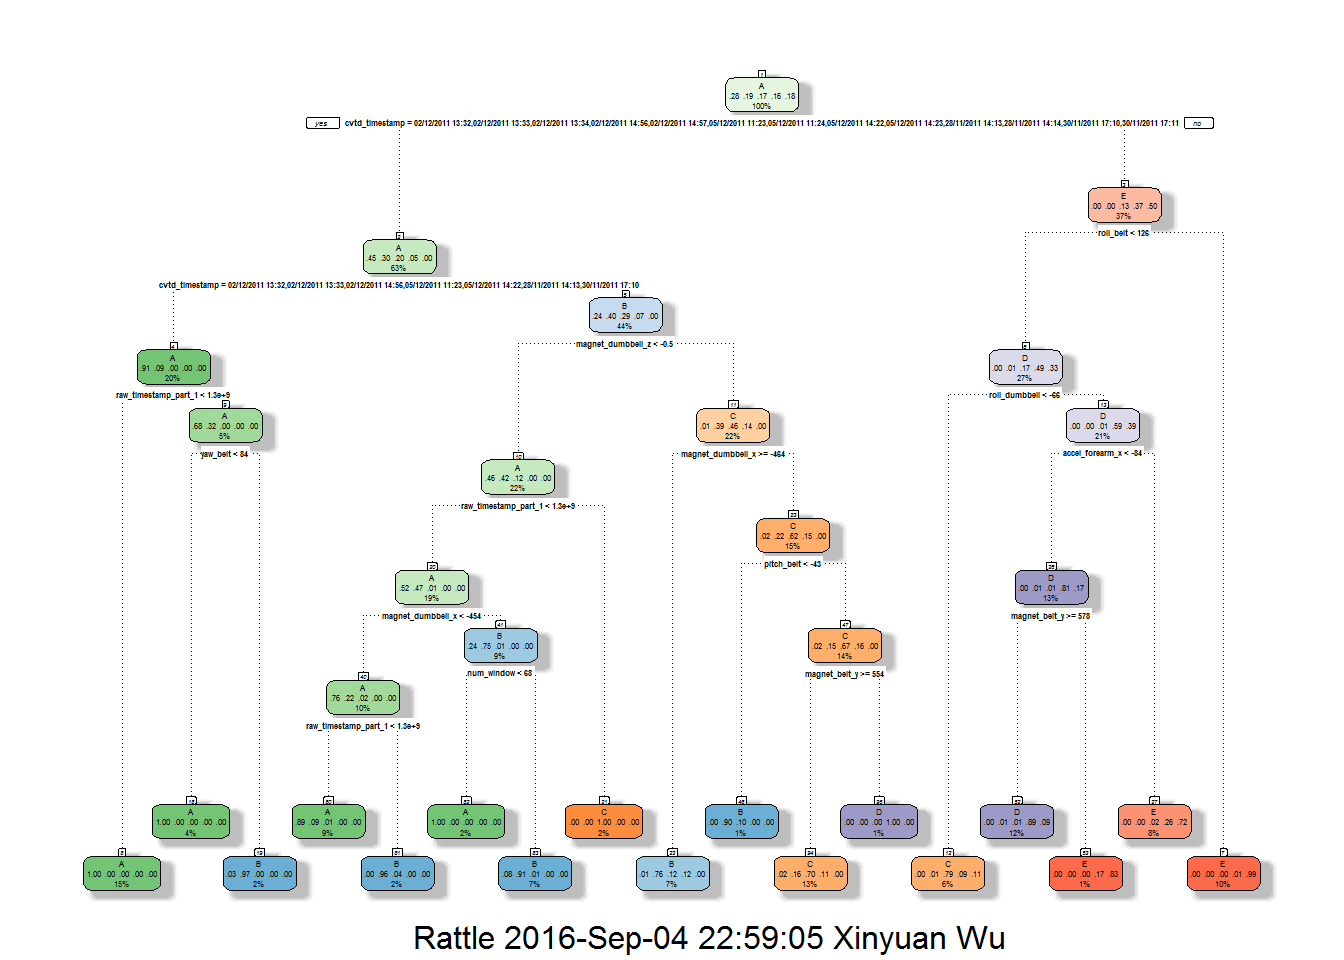 1
A
.28 .19 .17 .16 .18
100%
yes cvtd_timestamp = 02/12/2011 13:32,02/12/2011 13:33,02/12/2011 13:34,02/12/2011 14:56,02/12/2011 14:57,05/12/2011 11:23,05/12/2011 11:24,05/12/2011 14:22,05/12/2011 14:23,28/11/2011 14:13,28/11/2011 14:14,30/11/2011 17:10,30/11/2011 17:11 no
3
E
.00 .00 .13 .37 .50
37%
roll_belt < 126
2
A
.45 .30 .20 .05 .00
63%
cvtd_timestamp = 02/12/2011 13:32,02/12/2011 13:33,02/12/2011 14:56,05/12/2011 11:23,05/12/2011 14:22,28/11/2011 14:13,30/11/2011 17:10
5
B
.24 .40 .29 .07 .00
44%
magnet_dumbbell_z < -0.5
4
A
.91 .09 .00 .00 .00
20%
raw_timestamp_part_1 < 1.3e+9
6
D
.00 .01 .17 .49 .33
27%
roll_dumbbell < -66
9
A
.68 .32 .00 .00 .00
5%
yaw_belt < 84
11
C
.01 .39 .46 .14 .00
22%
magnet_dumbbell_x >= -464
13
D
.00 .00 .01 .59 .39
21%
accel_forearm_x < -84
10
A
.46 .42 .12 .00 .00
22%
raw_timestamp_part_1 < 1.3e+9
23
C
.02 .22 .62 .15 .00
15%
pitch_belt < -43
20
A
.52 .47 .01 .00 .00
19%
magnet_dumbbell_x < -454
26
D
.00 .01 .01 .81 .17
13%
magnet_belt_y >= 578
41
B
.24 .75 .01 .00 .00
9%
num_window < 68
47
C
.02 .15 .67 .16 .00
14%
magnet_belt_y >= 554
40
A
.76 .22 .02 .00 .00
10%
raw_timestamp_part_1 < 1.3e+9
18
A
1.00 .00 .00 .00 .00
4%
80
A
.89 .09 .01 .00 .00
9%
82
A
1.00 .00 .00 .00 .00
2%
21
C
.00 .00 1.00 .00 .00
2%
46
B
.00 .90 .10 .00 .00
1%
95
D
.00 .00 .00 1.00 .00
1%
52
D
.00 .01 .01 .89 .09
12%
27
E
.00 .00 .02 .26 .72
8%
8
A
1.00 .00 .00 .00 .00
15%
19
B
.03 .97 .00 .00 .00
2%
81
B
.00 .96 .04 .00 .00
2%
83
B
.08 .91 .01 .00 .00
7%
22
B
.01 .76 .12 .12 .00
7%
94
C
.02 .16 .70 .11 .00
13%
12
C
.00 .01 .79 .09 .11
6%
53
E
.00 .00 .00 .17 .83
1%
7
E
.00 .00 .00 .01 .99
10%
Rattle 2016-Sep-04 22:59:05 Xinyuan Wu